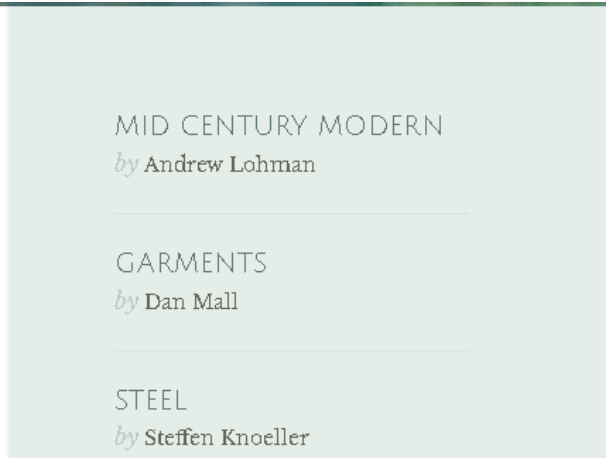 MID CENTURY MODERN
by Andrew Lohman
GARMENTS
by Dan Mall
STEEL
by Steffen Knoeller